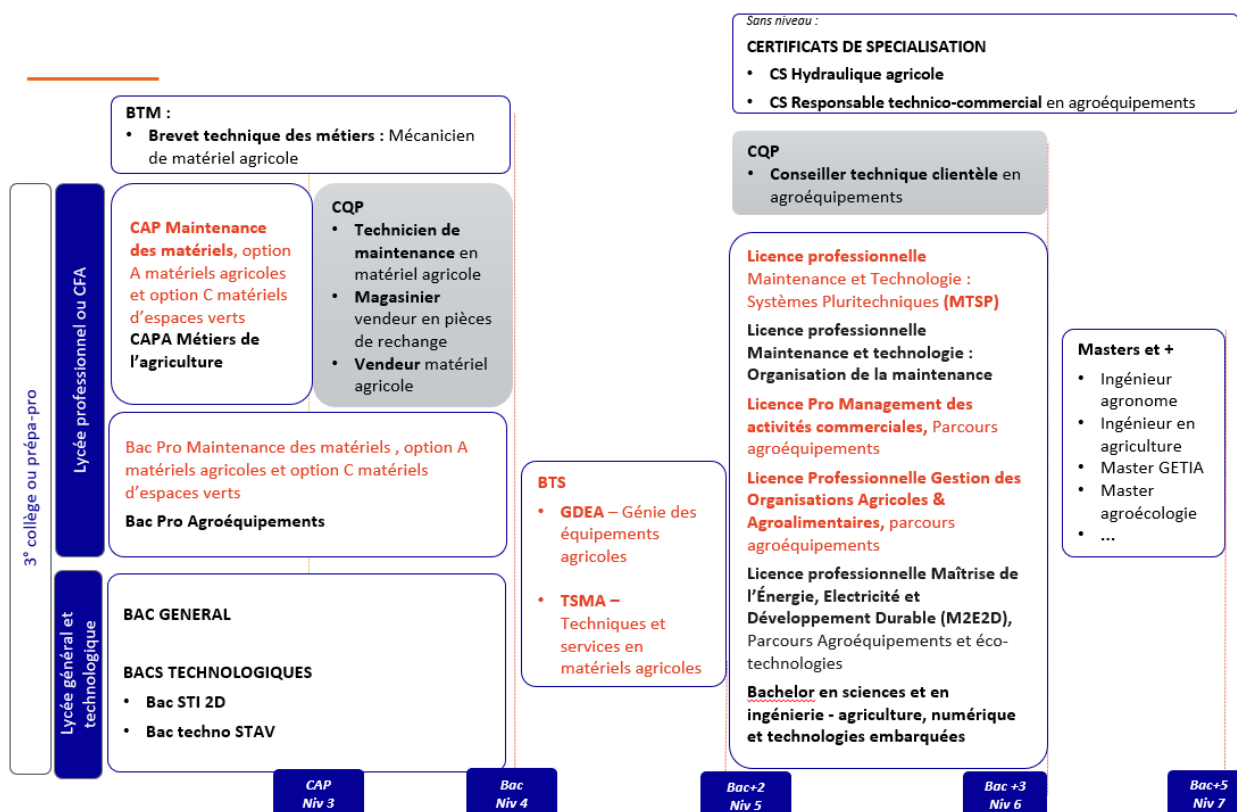 Sans niveau :
CERTIFICATS DE SPECIALISATION
• CS Hydraulique agricole
• CS Responsable technico-commercial en agroéquipements
BTM :
• Brevet technique des métiers : Mécanicien
de matériel agricole
CQP
• Conseiller technique clientèle en
agroéquipements
3° collège ou prépa-pro
Lycée professionnel ou CFA
CAP Maintenance
des matériels, option
A matériels agricoles
et option C matériels
d’espaces verts
CAPA Métiers de
l’agriculture
CQP
• Technicien de
maintenance en
matériel agricole
• Magasinier
vendeur en pièces
de rechange
• Vendeur matériel
agricole
Bac Pro Maintenance des matériels , option A
matériels agricoles et option C matériels
d’espaces verts
Bac Pro Agroéquipements
Lycée général et
technologique
BAC GENERAL
BACS TECHNOLOGIQUES
• Bac STI 2D
• Bac techno STAV
BTS
• GDEA – Génie des
équipements
agricoles
• TSMA –
Techniques et
services en
matériels agricoles
Licence professionnelle
Maintenance et Technologie :
Systèmes Pluritechniques (MTSP)
Licence professionnelle
Maintenance et technologie :
Organisation de la maintenance
Licence Pro Management des
activités commerciales, Parcours
agroéquipements
Licence Professionnelle Gestion des
Organisations Agricoles &
Agroalimentaires, parcours
agroéquipements
Licence professionnelle Maîtrise de
l’Énergie, Electricité et
Développement Durable (M2E2D),
Parcours Agroéquipements et éco-
technologies
Bachelor en sciences et en
ingénierie - agriculture, numérique
et technologies embarquées
Masters et +
• Ingénieur
agronome
• Ingénieur en
agriculture
• Master GETIA
• Master
agroécologie
• ...
CAP
Niv 3
Bac
Niv 4
Bac+2
Niv 5
Bac +3
Niv 6
Bac+5
Niv 7